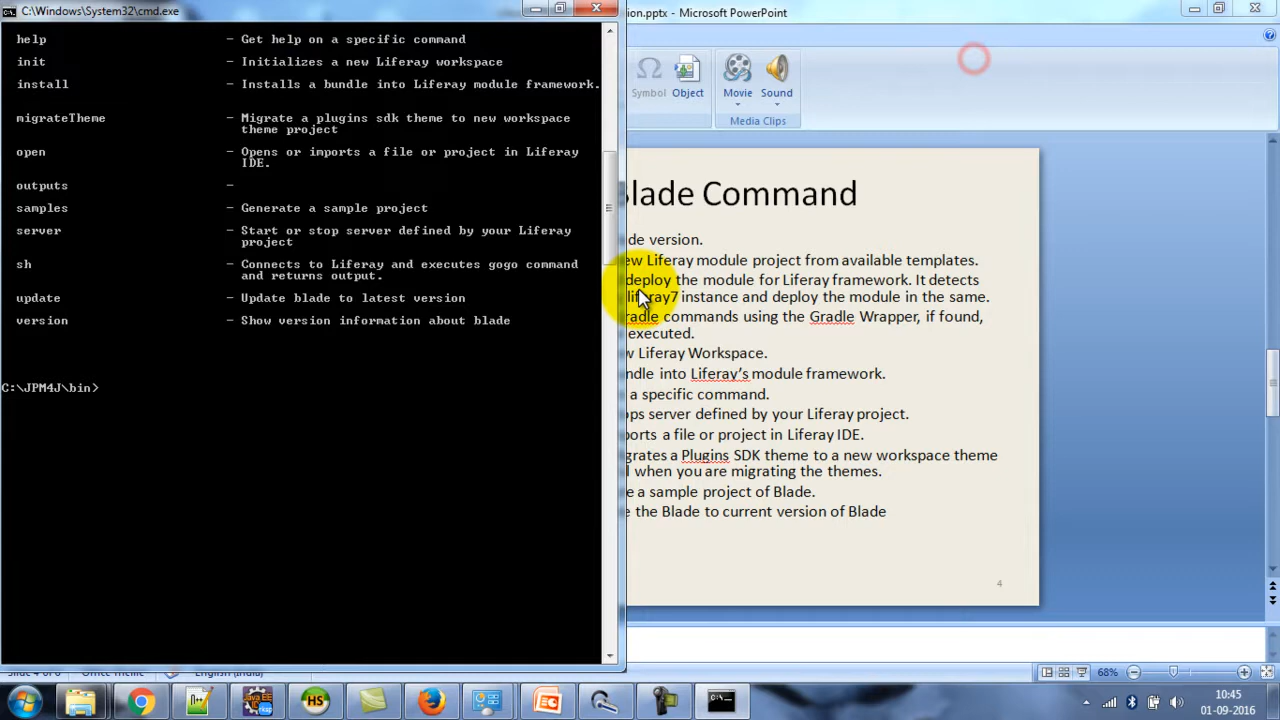 C:\Windows\System32\cmd.exe
help – Get help on a specific command
init – Initializes a new Liferay workspace
install – Installs a bundle into Liferay module framework.
migrateTheme – Migrate a plugins sdk theme to new workspace
theme project
open – Opens or imports a file or project in Liferay
IDE.
outputs –
samples – Generate a sample project
server – Start or stop server defined by your Liferay
project
sh – Connects to Liferay and executes gogo command
and returns output.
update – Update blade to latest version
version – Show version information about blade
C:\JPM4J\bin>
ion.pptx - Microsoft PowerPoint
Symbol Object Movie Sound
Media Clips
lade Command
de version.
ew Liferay module project from available templates.
deploy the module for Liferay framework. It detects
liferay7 instance and deploy the module in the same.
radle commands using the Gradle Wrapper, if found,
executed.
w Liferay Workspace.
ndle into Liferay's module framework.
a specific command.
ops server defined by your Liferay project.
ports a file or project in Liferay IDE.
igrates a Plugins SDK theme to a new workspace theme
l when you are migrating the themes.
e a sample project of Blade.
e the Blade to current version of Blade
4
68%
10:45
01-09-2016